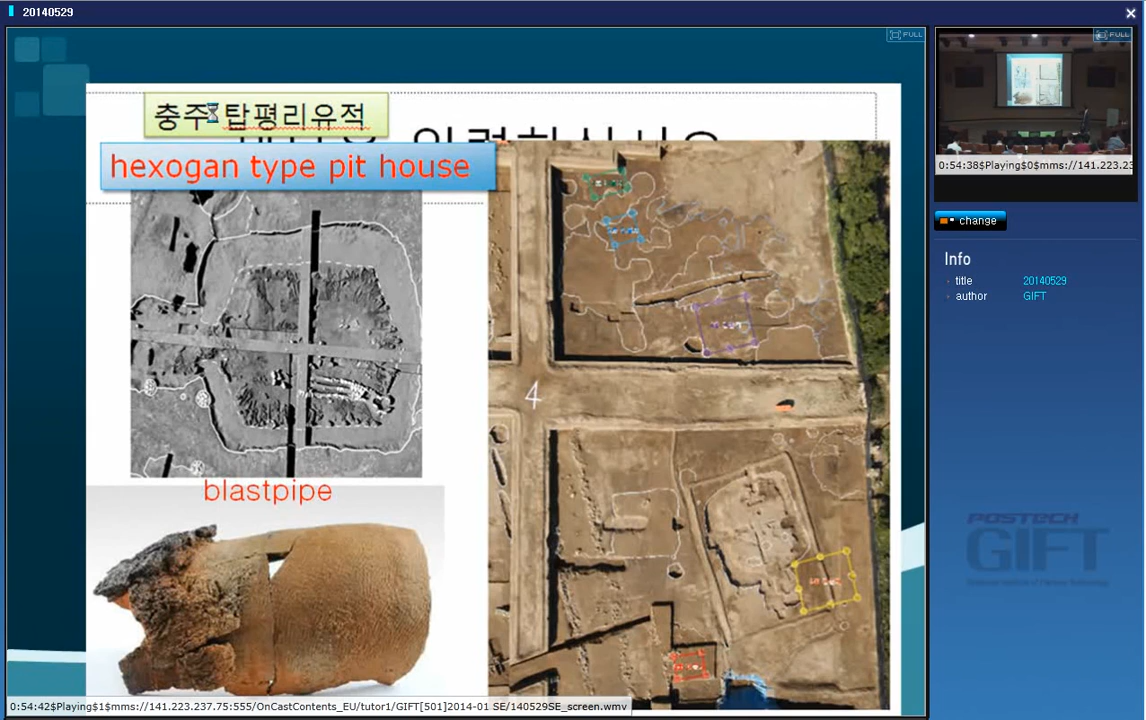 20140529
FULL
충주 탑평리유적
hexogan type pit house
4
blastpipe
0:54:42$Playing$1$mms://141.223.237.75:555/OnCastContents_EU/tutor1/GIFT[501]2014-01 SE/140529SE_screen.wmv
FULL
0:54:38$Playing$0$mms://141.223.23
change
Info
title 20140529
author GIFT
POSTECH
GIFT